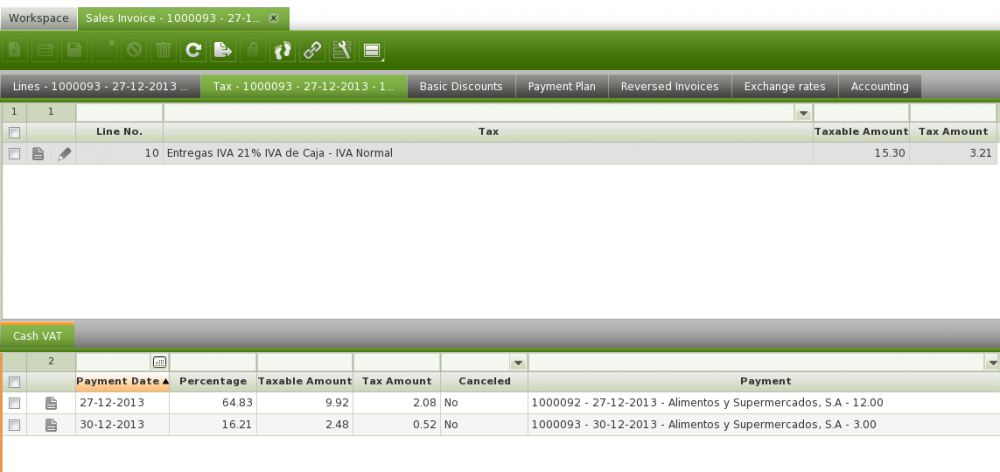 Workspace Sales Invoice - 1000093 - 27-1...
Lines - 1000093 - 27-12-2013 ... Tax - 1000093 - 27-12-2013 - 1... Basic Discounts Payment Plan Reversed Invoices Exchange rates Accounting
1 1
Line No. Tax Taxable Amount Tax Amount
10 Entregas IVA 21% IVA de Caja - IVA Normal 15.30 3.21
Cash VAT
2
Payment Date Percentage Taxable Amount Tax Amount Canceled Payment
27-12-2013 64.83 9.92 2.08 No 1000092 - 27-12-2013 - Alimentos y Supermercados, S.A - 12.00
30-12-2013 16.21 2.48 0.52 No 1000093 - 30-12-2013 - Alimentos y Supermercados, S.A - 3.00